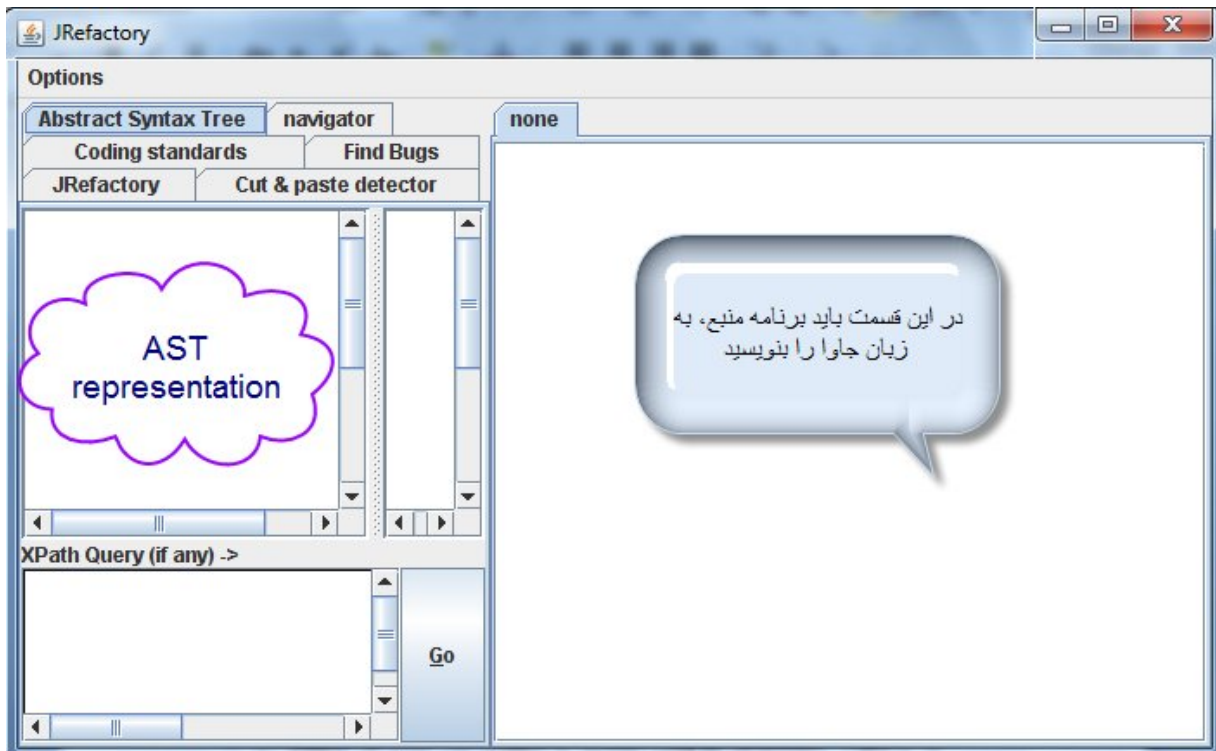 JRefactory
Options
Abstract Syntax Tree
navigator
Coding standards
Find Bugs
JRefactory
Cut & paste detector
AST
representation
XPath Query (if any) ->
Go
none
در این قسمت باید برنامه منبع، به
زبان جاوا را بنویسید